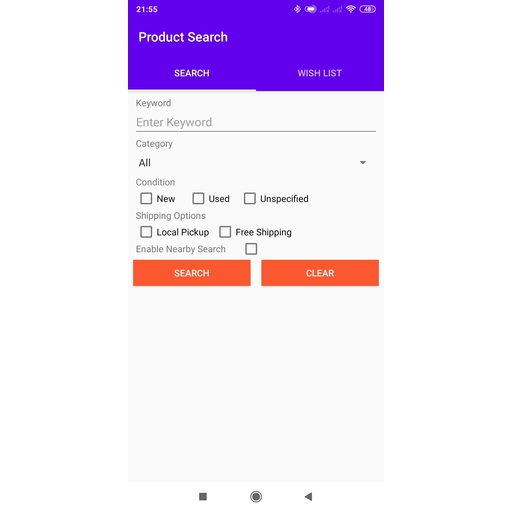 21:55
48
Product Search
SEARCH WISH LIST
Keyword
Enter Keyword
Category
All
Condition
New Used Unspecified
Shipping Options
Local Pickup Free Shipping
Enable Nearby Search
SEARCH CLEAR